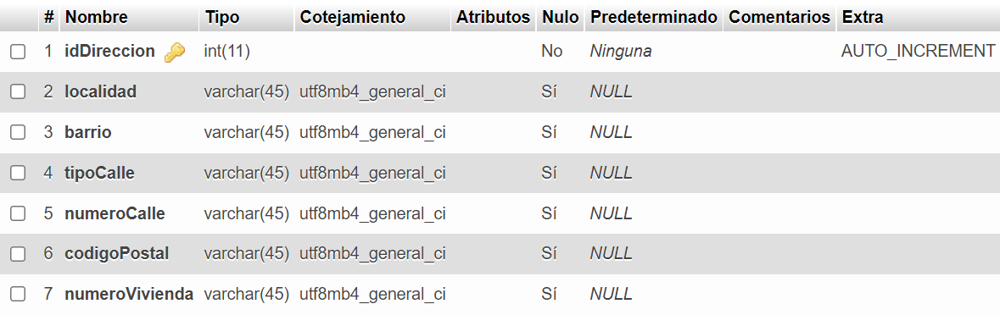 # Nombre Tipo Cotejamiento Atributos Nulo Predeterminado Comentarios Extra
1 idDireccion int(11) No Ninguna AUTO_INCREMENT
2 localidad varchar(45) utf8mb4_general_ci Sí NULL
3 barrio varchar(45) utf8mb4_general_ci Sí NULL
4 tipoCalle varchar(45) utf8mb4_general_ci Sí NULL
5 numeroCalle varchar(45) utf8mb4_general_ci Sí NULL
6 codigoPostal varchar(45) utf8mb4_general_ci Sí NULL
7 numeroVivienda varchar(45) utf8mb4_general_ci Sí NULL